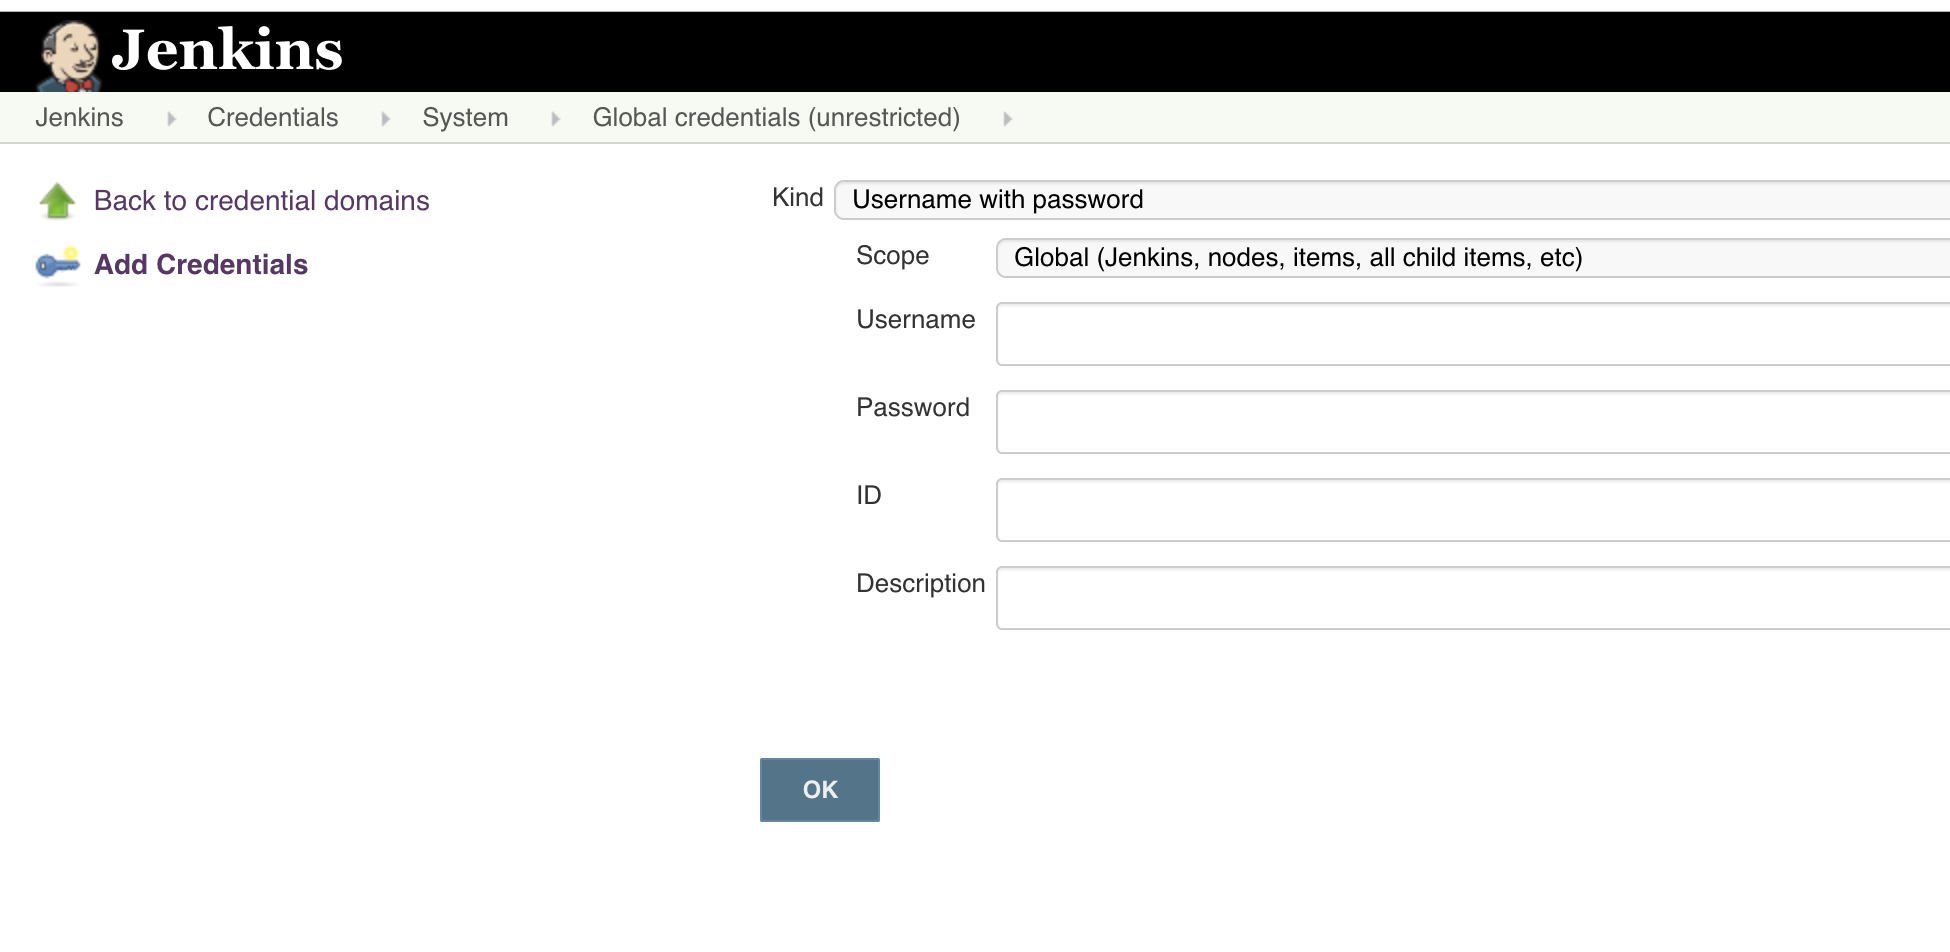 Jenkins
Jenkins Credentials System Global credentials (unrestricted)
Back to credential domains
Add Credentials
Kind Username with password
Scope Global (Jenkins, nodes, items, all child items, etc)
Username
Password
ID
Description
OK